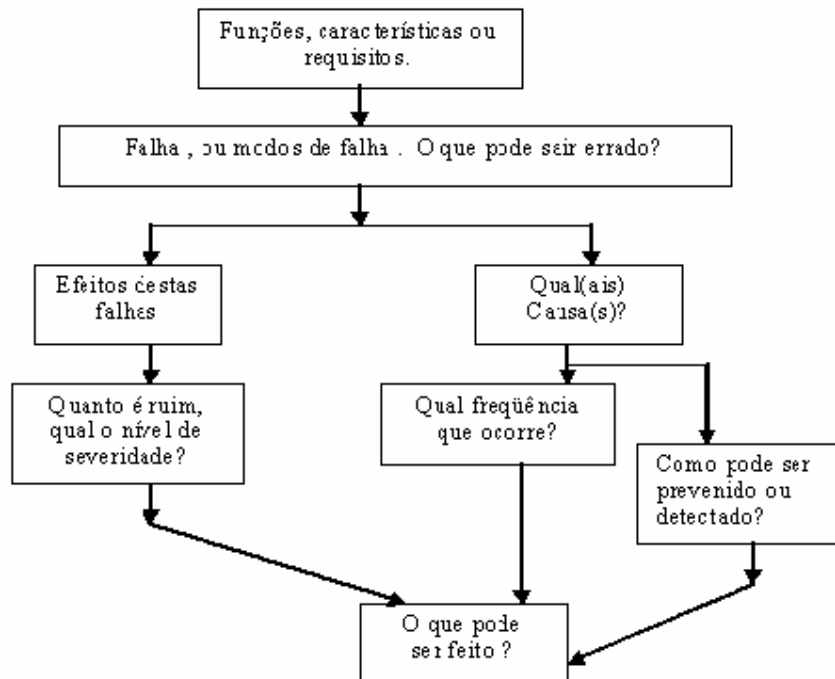 Funções, características ou
requisitos.
Falha , ou modos de falha . O que pode sair errado?
Efeitos destas
falhas
Qual(ais)
Causa(s)?
Quanto é ruim,
qual o nível de
severidade?
Qual freqüência
que ocorre?
Como pode ser
prevenido ou
detectado?
O que pode
ser feito ?